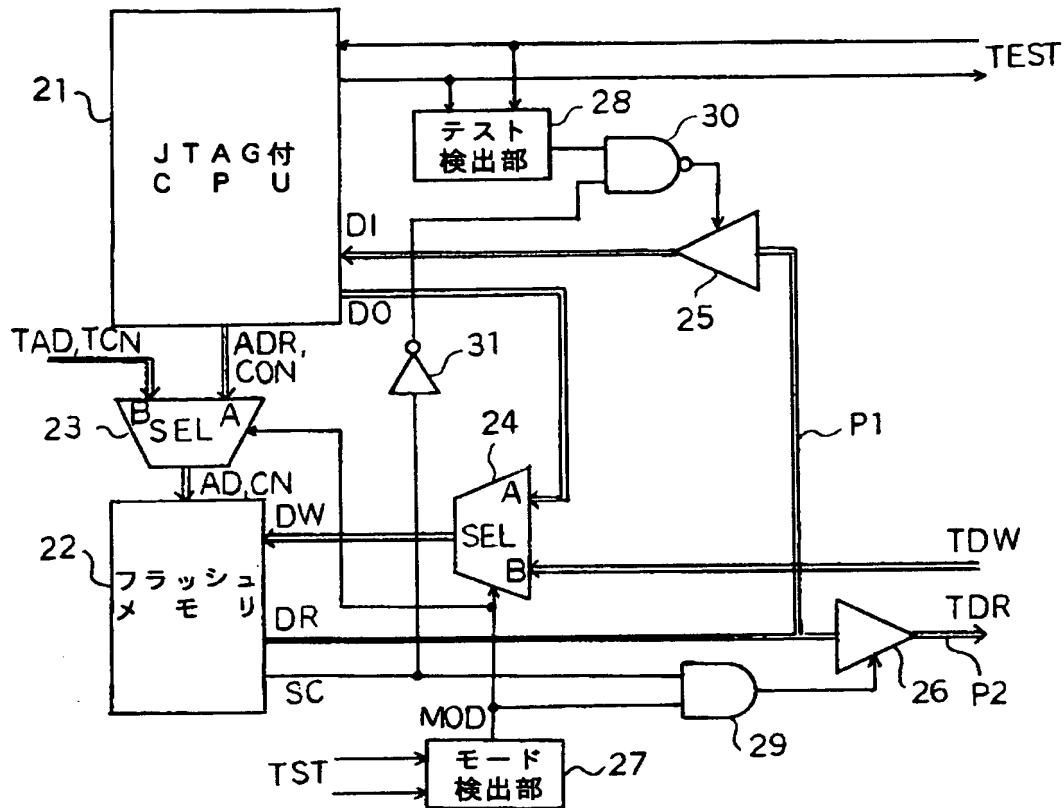 TEST
21
28
30
テスト
検出部
JTAG付
CPU
DI
25
DO
TAD,TCN
ADR,
CON
31
P1
B
A
23
SEL
24
AD,CN
A
DW
SEL
22
TDW
B
フラッシュ
メモリ
DR
TDR
26
P2
SC
MOD
29
TST
モード
検出部
27